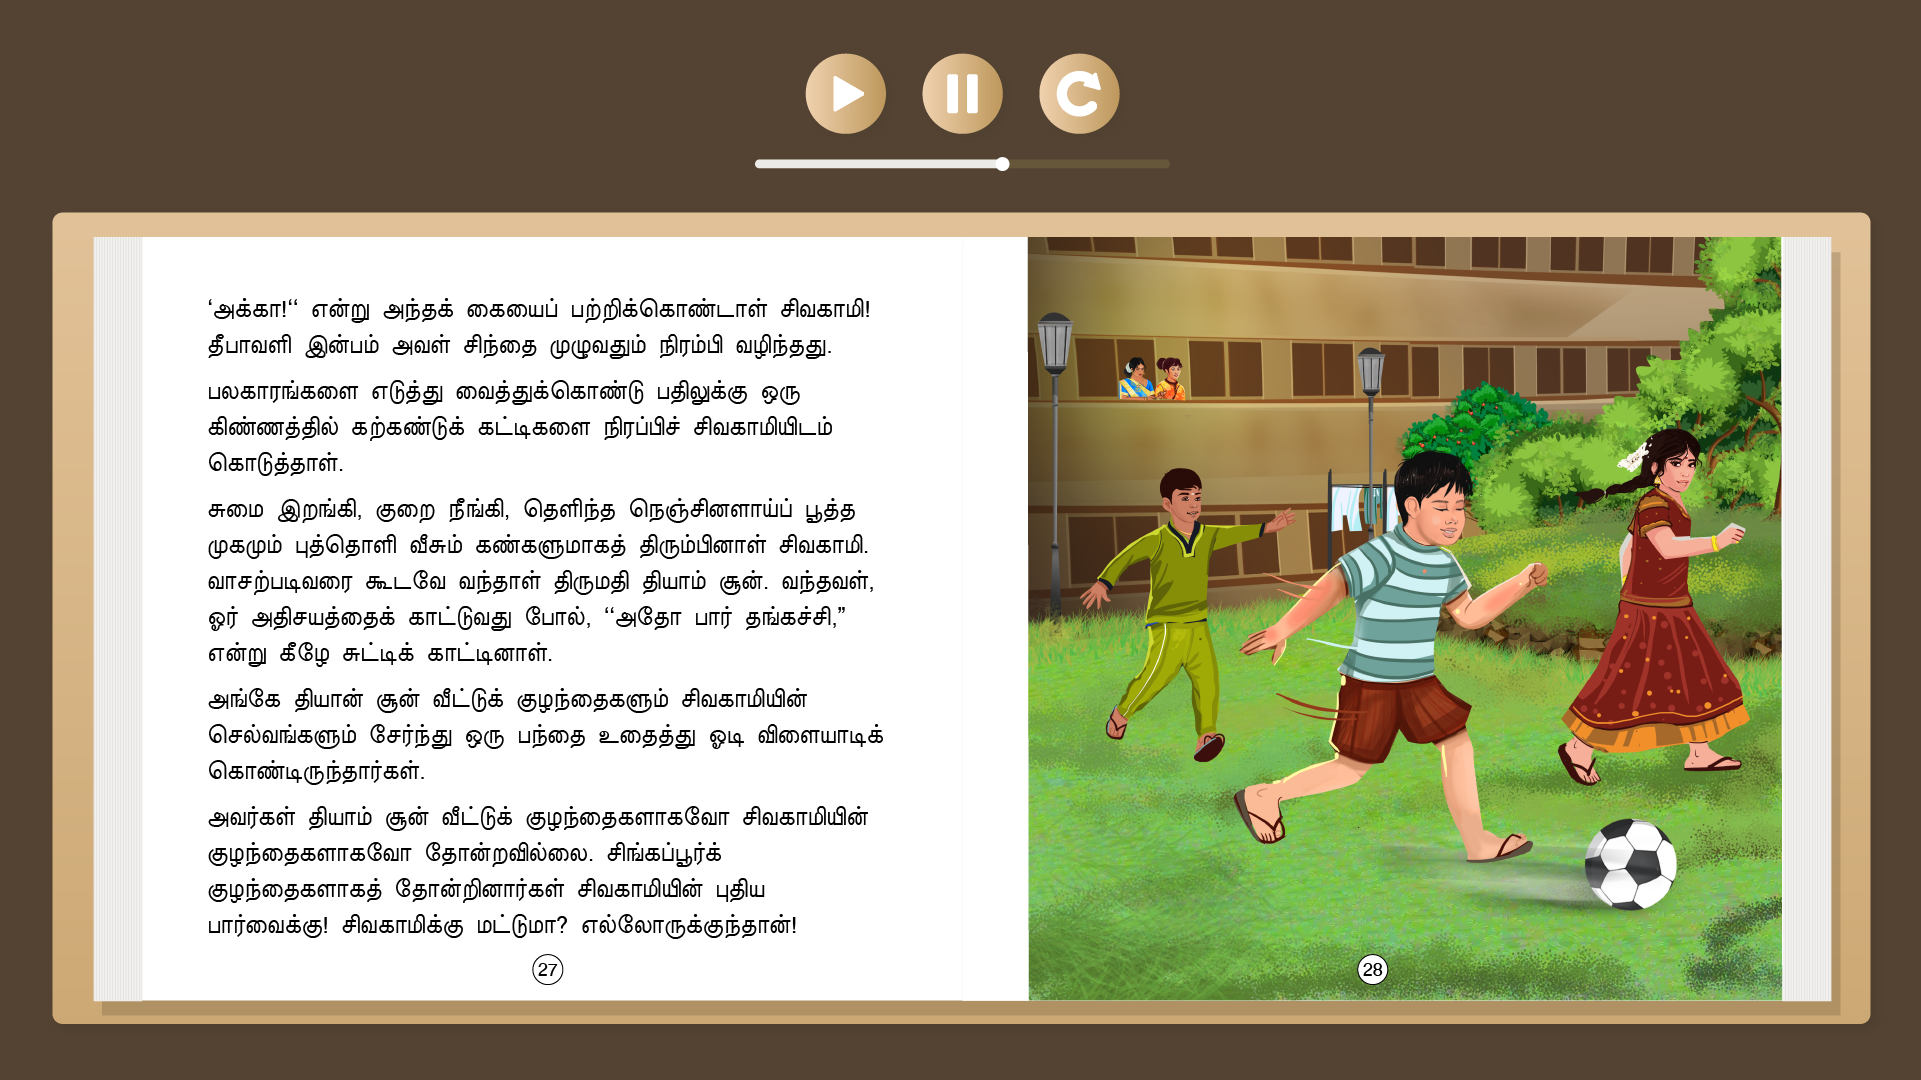 ‘அக்கா!“ என்று அந்தக் கையைப் பற்றிக்கொண்டாள் சிவகாமி!
தீபாவளி இன்பம் அவள் சிந்தை முழுவதும் நிரம்பி வழிந்தது.
பலகாரங்களை எடுத்து வைத்துக்கொண்டு பதிலுக்கு ஒரு
கிண்ணத்தில் கற்கண்டுக் கட்டிகளை நிரப்பிச் சிவகாமியிடம்
கொடுத்தாள்.
சுமை இறங்கி, குறை நீங்கி, தெளிந்த நெஞ்சினளாய்ப் பூத்த
முகமும் புத்தொளி வீசும் கண்களுமாகத் திரும்பினாள் சிவகாமி.
வாசற்படிவரை கூடவே வந்தாள் திருமதி தியாம் சூன். வந்தவள்,
ஓர் அதிசயத்தைக் காட்டுவது போல், “அதோ பார் தங்கச்சி,”
என்று கீழே சுட்டிக் காட்டினாள்.
அங்கே தியான் சூன் வீட்டுக் குழந்தைகளும் சிவகாமியின்
செல்வங்களும் சேர்ந்து ஒரு பந்தை உதைத்து ஓடி விளையாடிக்
கொண்டிருந்தார்கள்.
அவர்கள் தியாம் சூன் வீட்டுக் குழந்தைகளாகவோ சிவகாமியின்
குழந்தைகளாகவோ தோன்றவில்லை. சிங்கப்பூர்க்
குழந்தைகளாகத் தோன்றினார்கள் சிவகாமியின் புதிய
பார்வைக்கு! சிவகாமிக்கு மட்டுமா? எல்லோருக்குந்தான்!
27
28